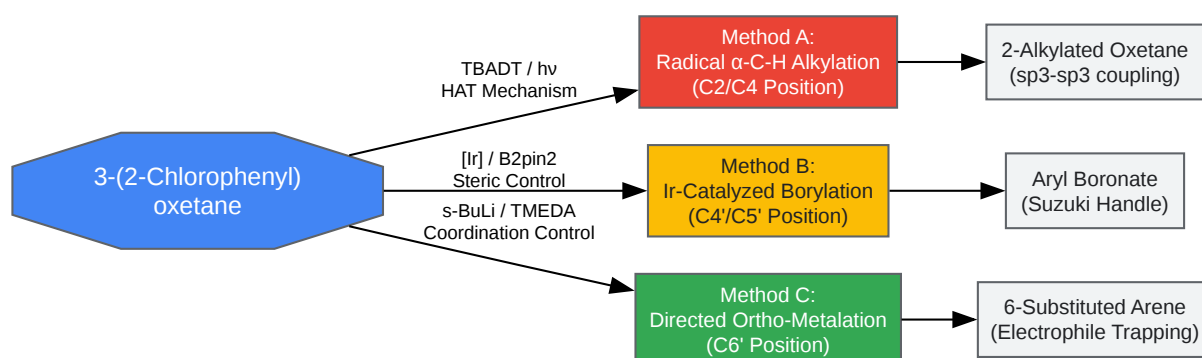 3-(2-Chlorophenyl)
oxetane
TBADT / hν
HAT Mechanism
[Ir] / B2pin2
Steric Control
s-BuLi / TMEDA
Coordination Control
Method A:
Radical α-C-H Alkylation
(C2/C4 Position)
Method B:
Ir-Catalyzed Borylation
(C4'/C5' Position)
Method C:
Directed Ortho-Metalation
(C6' Position)
2-Alkylated Oxetane
(sp3-sp3 coupling)
Aryl Boronate
(Suzuki Handle)
6-Substituted Arene
(Electrophile Trapping)